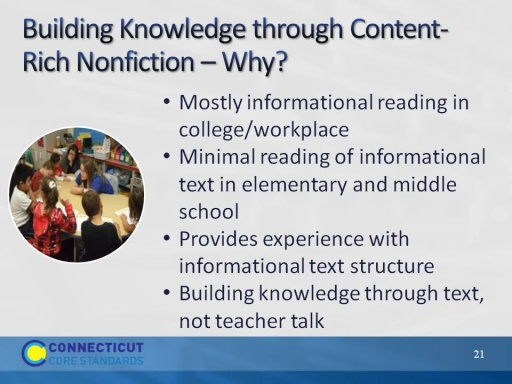 Building Knowledge through Content-
Rich Nonfiction – Why?
• Mostly informational reading in
college/workplace
• Minimal reading of informational
text in elementary and middle
school
• Provides experience with
informational text structure
• Building knowledge through text,
not teacher talk
CONNECTICUT
CORE STANDARDS
21